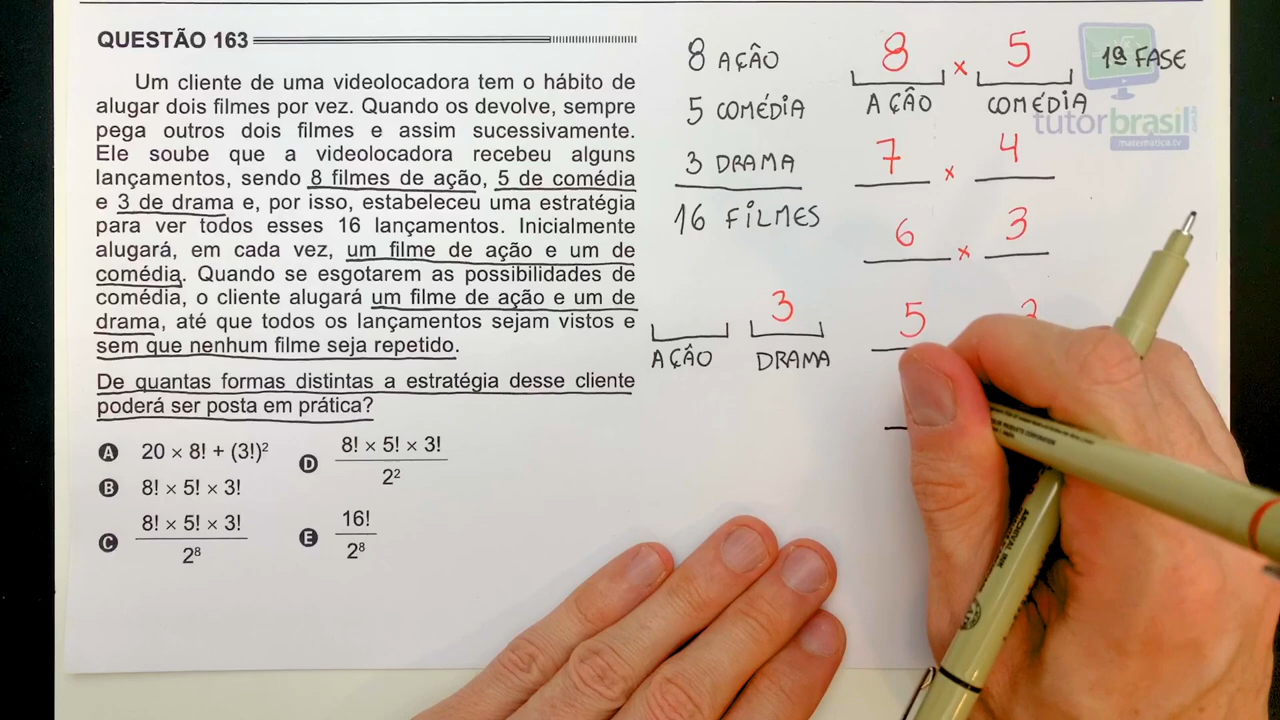 QUESTÃO 163
Um cliente de uma videolocadora tem o hábito de
alugar dois filmes por vez. Quando os devolve, sempre
pega outros dois filmes e assim sucessivamente.
Ele soube que a videolocadora recebeu alguns
lançamentos, sendo 8 filmes de ação, 5 de comédia
e 3 de drama e, por isso, estabeleceu uma estratégia
para ver todos esses 16 lançamentos. Inicialmente
alugará, em cada vez, um filme de ação e um de
comédia. Quando se esgotarem as possibilidades de
comédia, o cliente alugará um filme de ação e um de
drama, até que todos os lançamentos sejam vistos e
sem que nenhum filme seja repetido.
De quantas formas distintas a estratégia desse cliente
poderá ser posta em prática?
A 20 × 8! + (3!)²
B 8! × 5! × 3!
C 8! × 5! × 3!
2⁸
D 8! × 5! × 3!
2²
E 16!
2⁸
8 AÇÃO
5 COMÉDIA
3 DRAMA
16 FILMES
8 × 5 1ª FASE
AÇÃO COMÉDIA
7 × 4
6 × 3
5
3
AÇÃO DRAMA
tutorbrasil
matematica.tv